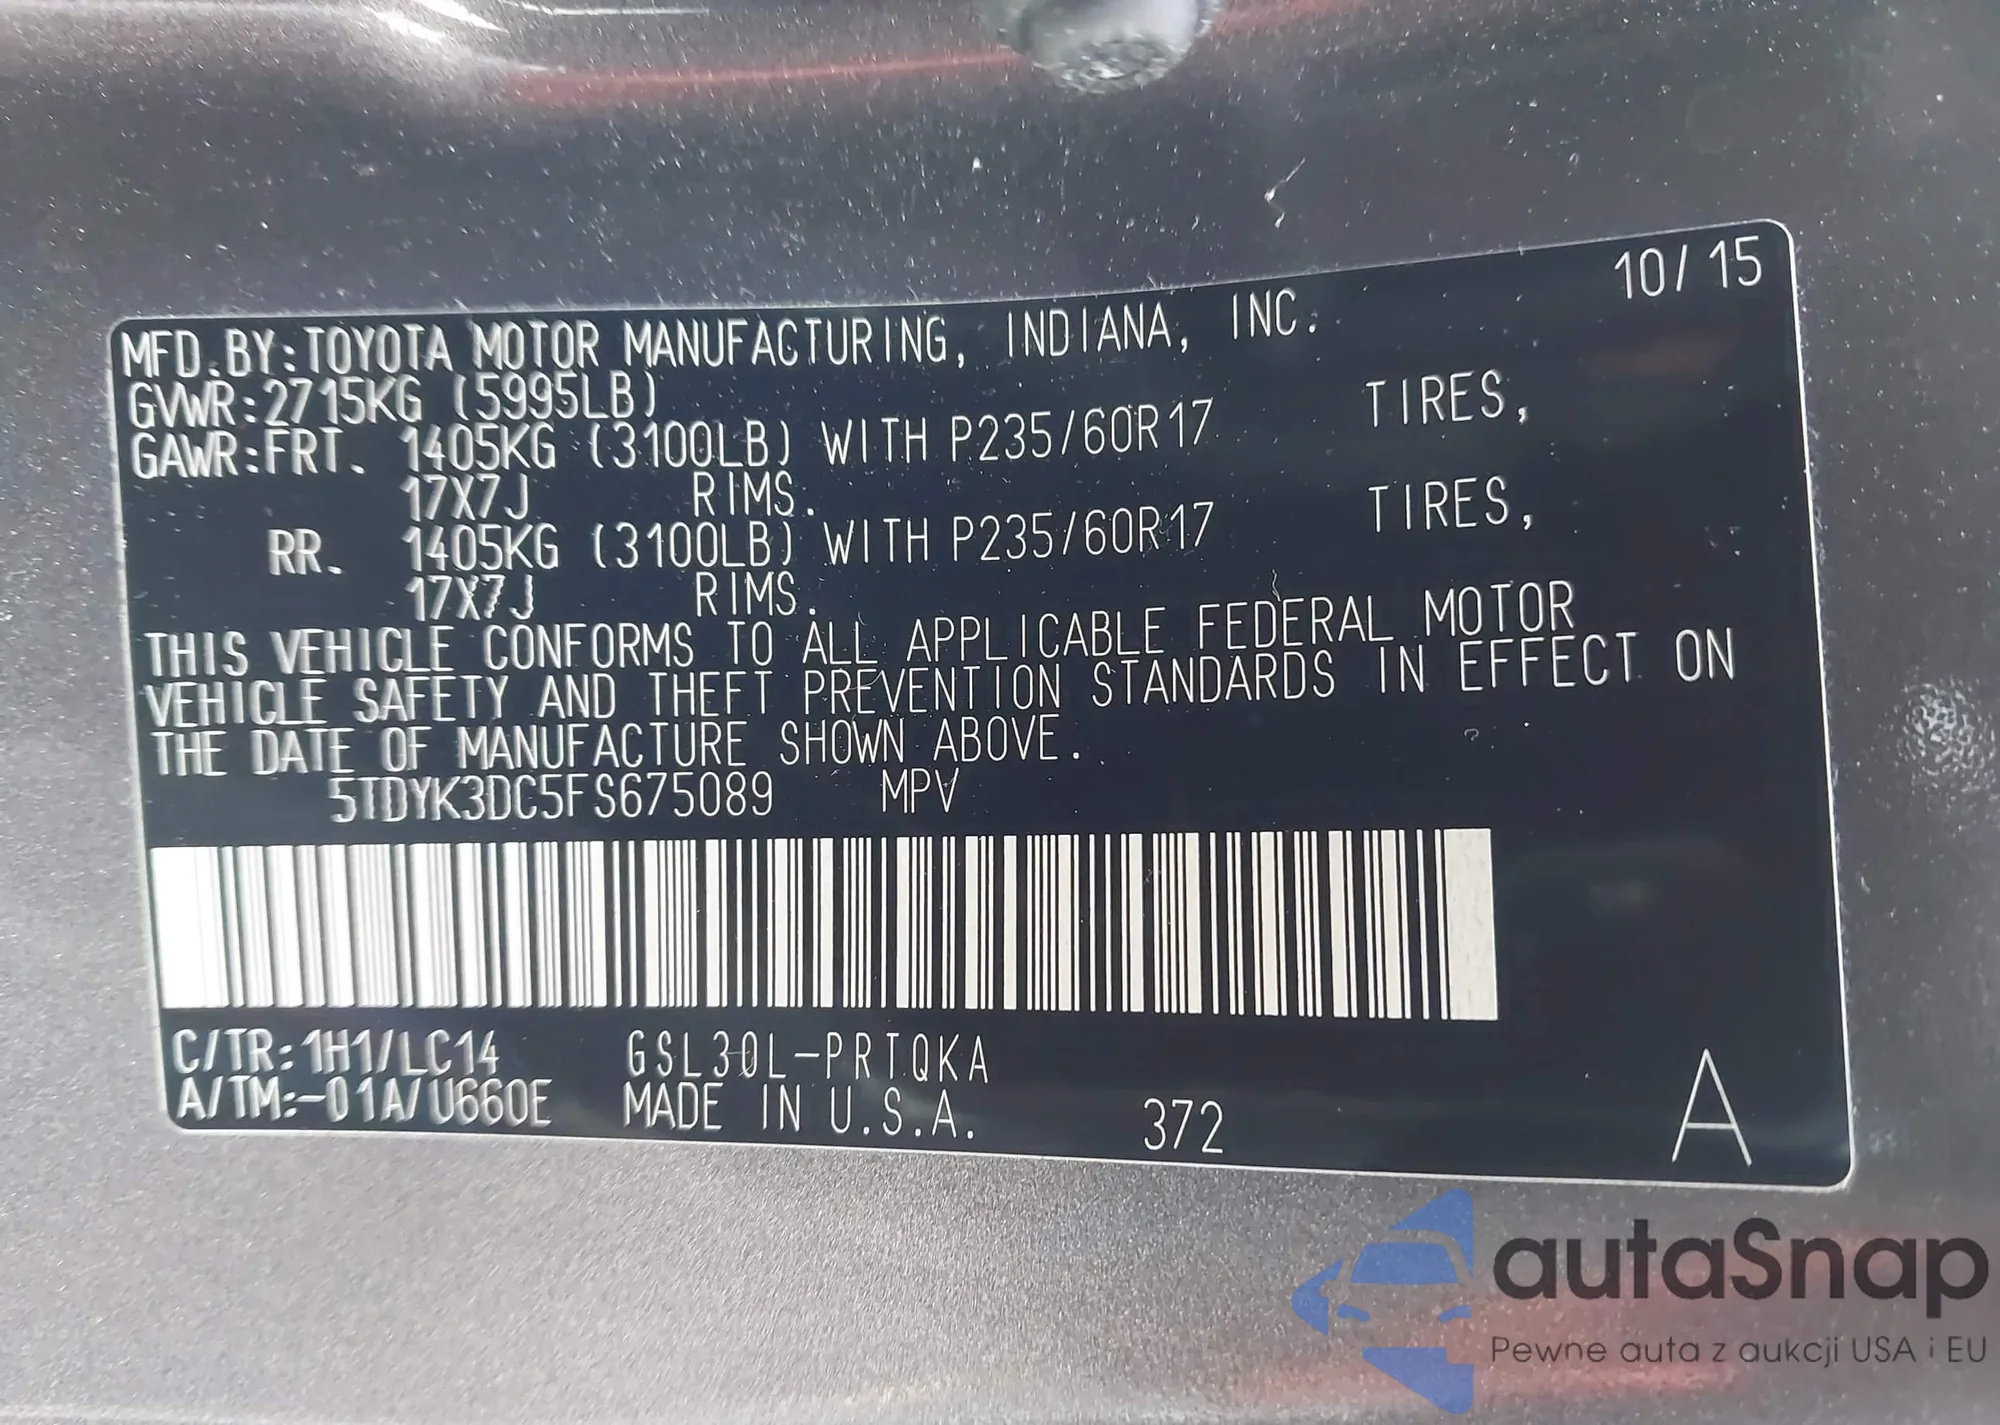 10/15
MFD.BY:TOYOTA MOTOR MANUFACTURING, INDIANA, INC.
GVWR:2715KG (5995LB)
GAWR:FRT. 1405KG (3100LB) WITH P235/60R17 TIRES,
17X7J RIMS.
RR. 1405KG (3100LB) WITH P235/60R17 TIRES,
17X7J RIMS.
THIS VEHICLE CONFORMS TO ALL APPLICABLE FEDERAL MOTOR
VEHICLE SAFETY AND THEFT PREVENTION STANDARDS IN EFFECT ON
THE DATE OF MANUFACTURE SHOWN ABOVE.
5TDYK3DC5FS675089 MPV
C/TR:1H1/LC14 GSL30L-PRTQKA
A/TM:-01A/U660E MADE IN U.S.A. 372 A
autaSnap
Pewne auta z aukcji USA i EU